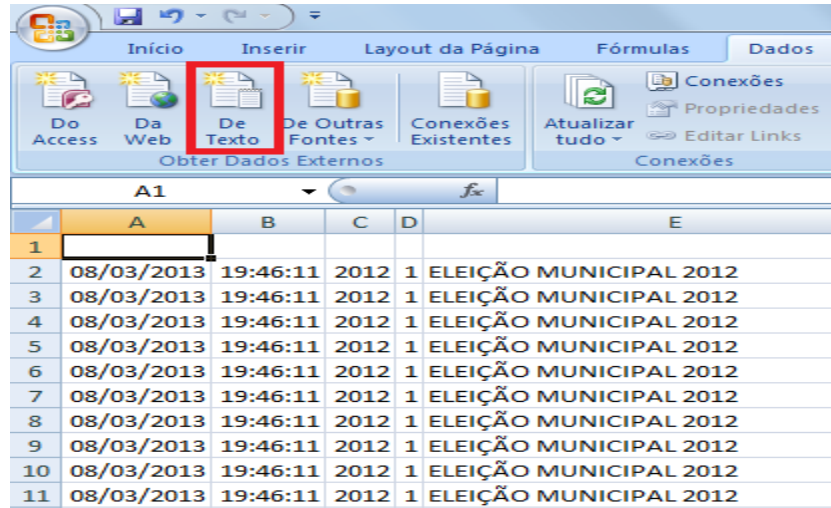 Início Inserir Layout da Página Fórmulas Dados
Do Access
Da Web
De Texto
De Outras Fontes
Conexões Existentes
Obter Dados Externos
Atualizar tudo
Conexões
Propriedades
Editar Links
Conexões
A1 fx
A B C D E
1
2 08/03/2013 19:46:11 2012 1 ELEIÇÃO MUNICIPAL 2012
3 08/03/2013 19:46:11 2012 1 ELEIÇÃO MUNICIPAL 2012
4 08/03/2013 19:46:11 2012 1 ELEIÇÃO MUNICIPAL 2012
5 08/03/2013 19:46:11 2012 1 ELEIÇÃO MUNICIPAL 2012
6 08/03/2013 19:46:11 2012 1 ELEIÇÃO MUNICIPAL 2012
7 08/03/2013 19:46:11 2012 1 ELEIÇÃO MUNICIPAL 2012
8 08/03/2013 19:46:11 2012 1 ELEIÇÃO MUNICIPAL 2012
9 08/03/2013 19:46:11 2012 1 ELEIÇÃO MUNICIPAL 2012
10 08/03/2013 19:46:11 2012 1 ELEIÇÃO MUNICIPAL 2012
11 08/03/2013 19:46:11 2012 1 ELEIÇÃO MUNICIPAL 2012